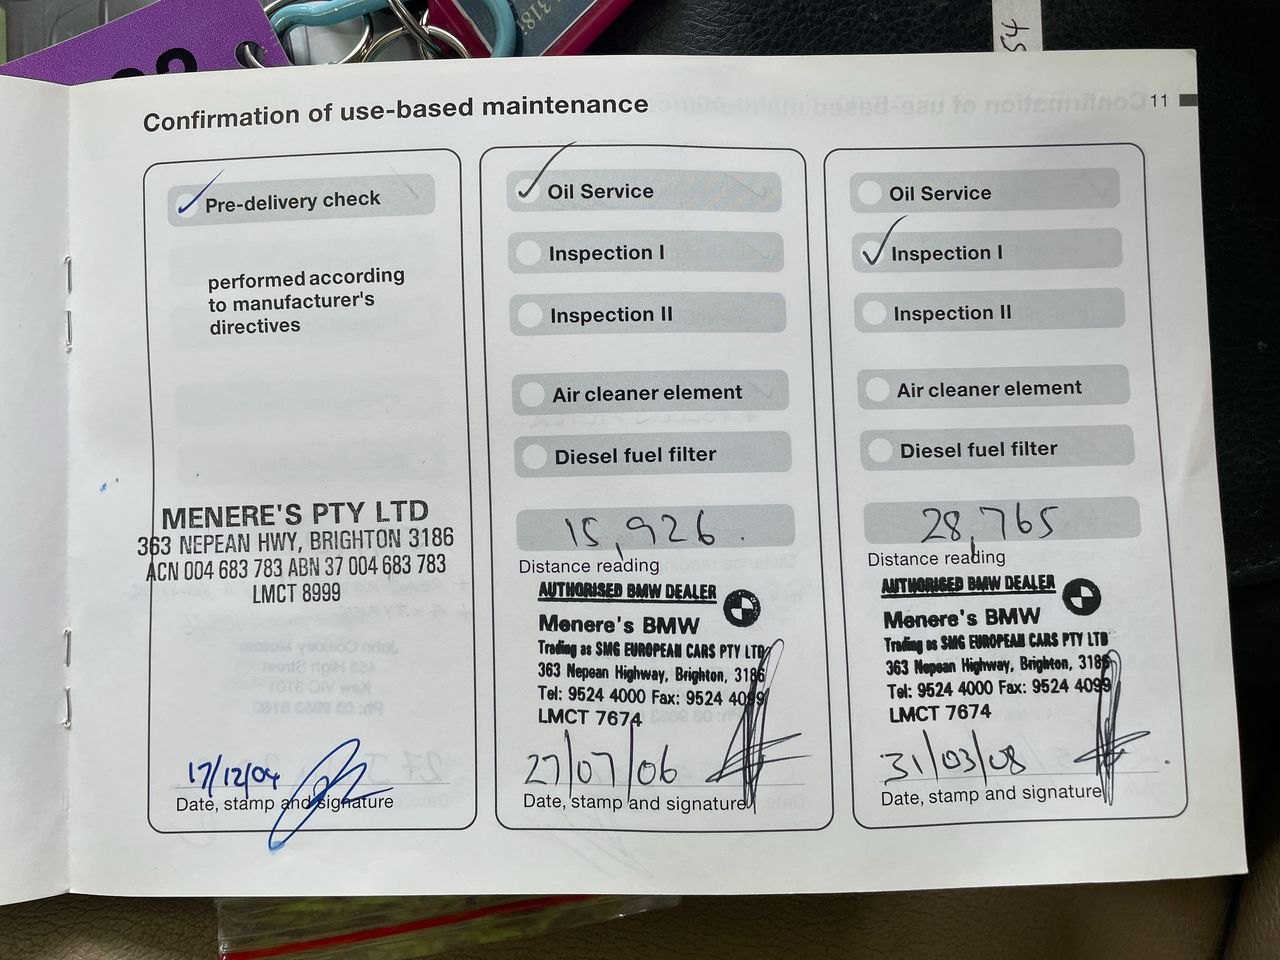 3181
54
Confirmation of use-based maintenance
11
Pre-delivery check
performed according
to manufacturer's
directives
MENERE'S PTY LTD
363 NEPEAN HWY, BRIGHTON 3186
ACN 004 683 783 ABN 37 004 683 783
LMCT 8999
17/12/04
Date, stamp and signature
Oil Service
Inspection I
Inspection II
Air cleaner element
Diesel fuel filter
15,926.
Distance reading
AUTHORISED BMW DEALER
Menere's BMW
Trading as SMG EUROPEAN CARS PTY LTD
363 Nepean Highway, Brighton, 3186
Tel: 9524 4000 Fax: 9524 4099
LMCT 7674
27/07/06
Date, stamp and signature
Oil Service
Inspection I
Inspection II
Air cleaner element
Diesel fuel filter
28,765
Distance reading
AUTHORISED BMW DEALER
Menere's BMW
Trading as SMG EUROPEAN CARS PTY LTD
363 Nepean Highway, Brighton, 3186
Tel: 9524 4000 Fax: 9524 4099
LMCT 7674
31/03/08
Date, stamp and signature